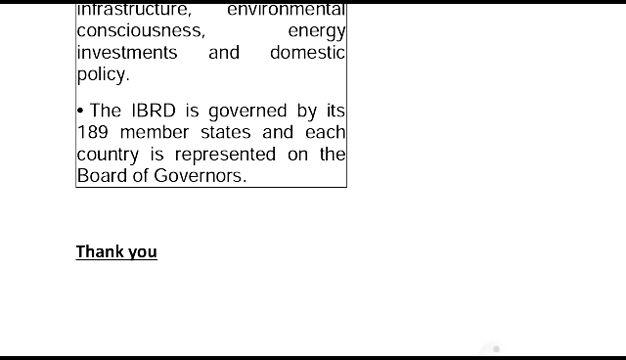 infrastructure, environmental
consciousness, energy
investments and domestic
policy.
• The IBRD is governed by its
189 member states and each
country is represented on the
Board of Governors.
Thank you